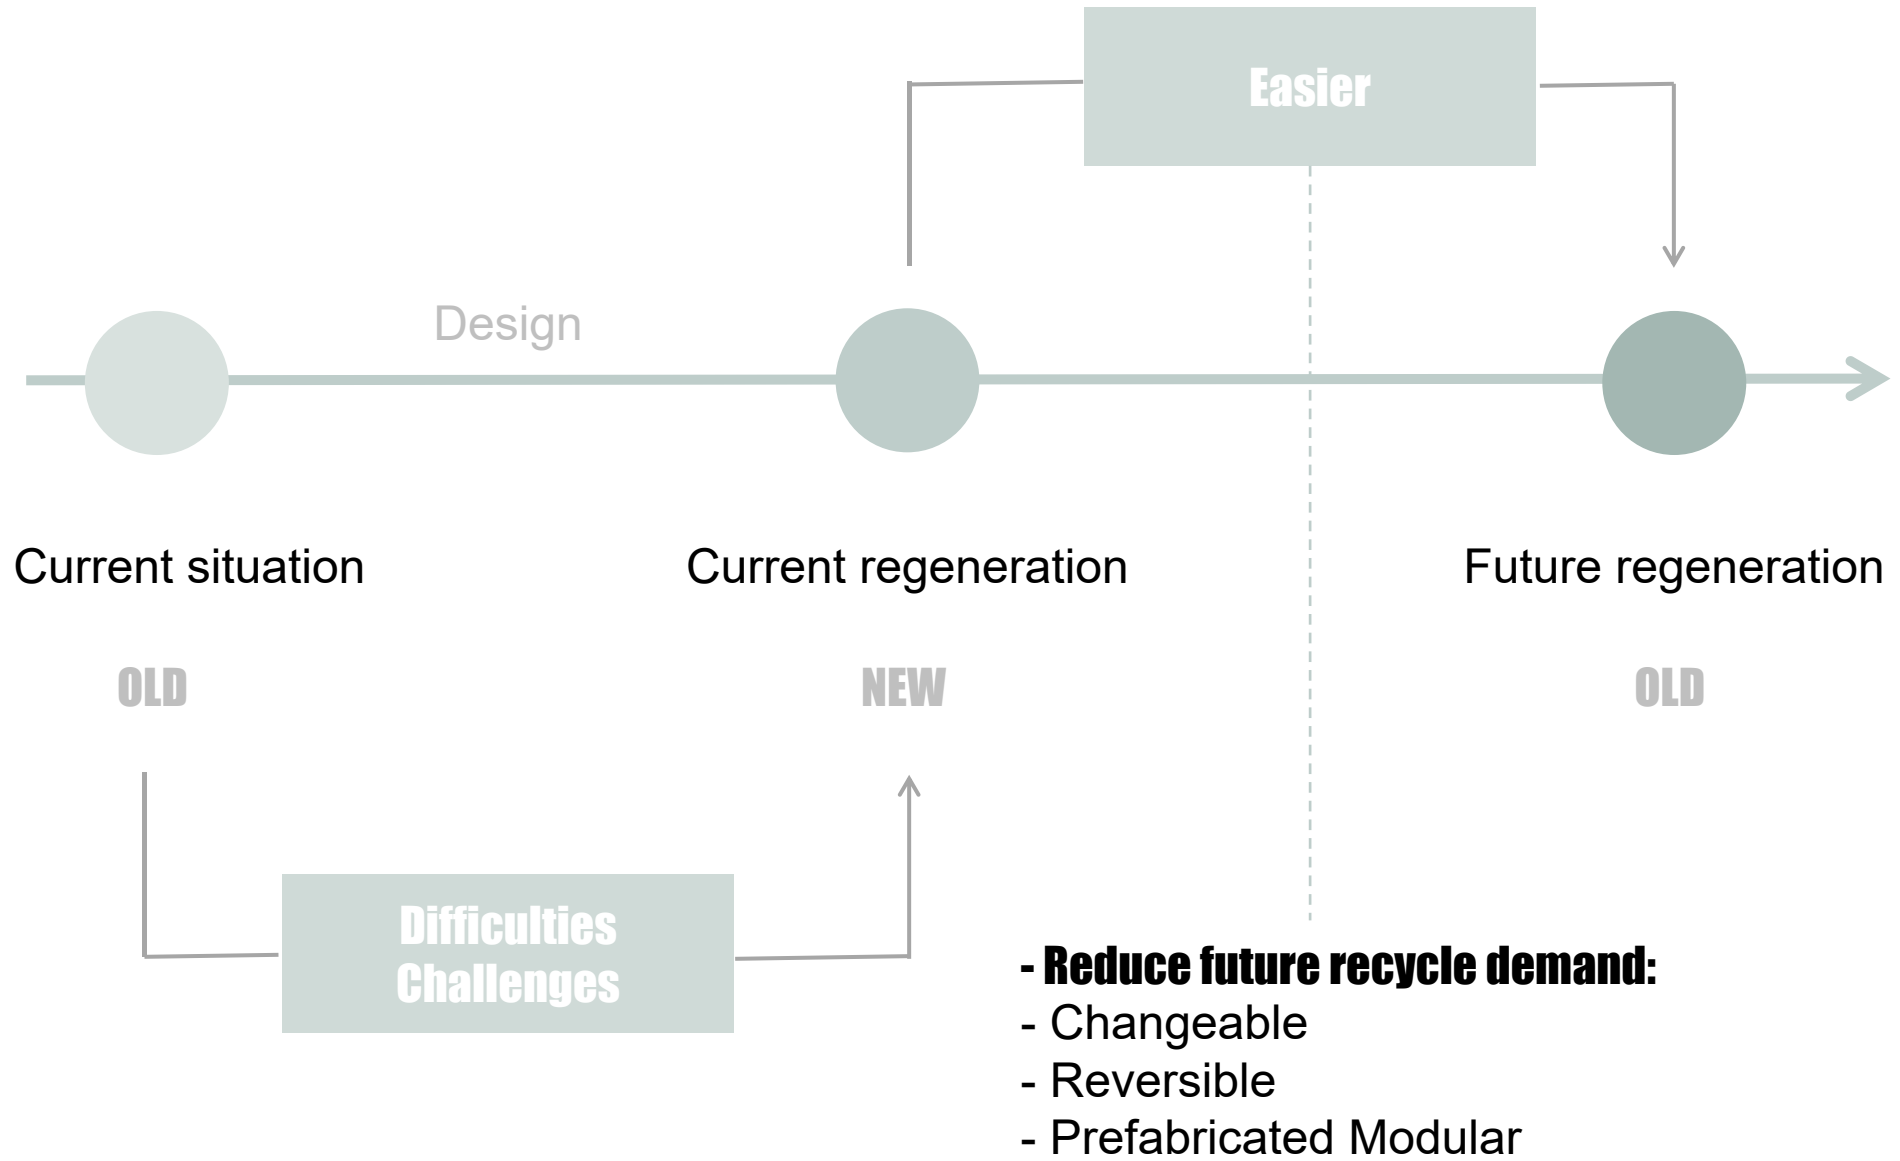 Easier
Design
Current situation
Current regeneration
Future regeneration
OLD
NEW
OLD
Difficulties
Challenges
- Reduce future recycle demand:
- Changeable
- Reversible
- Prefabricated Modular